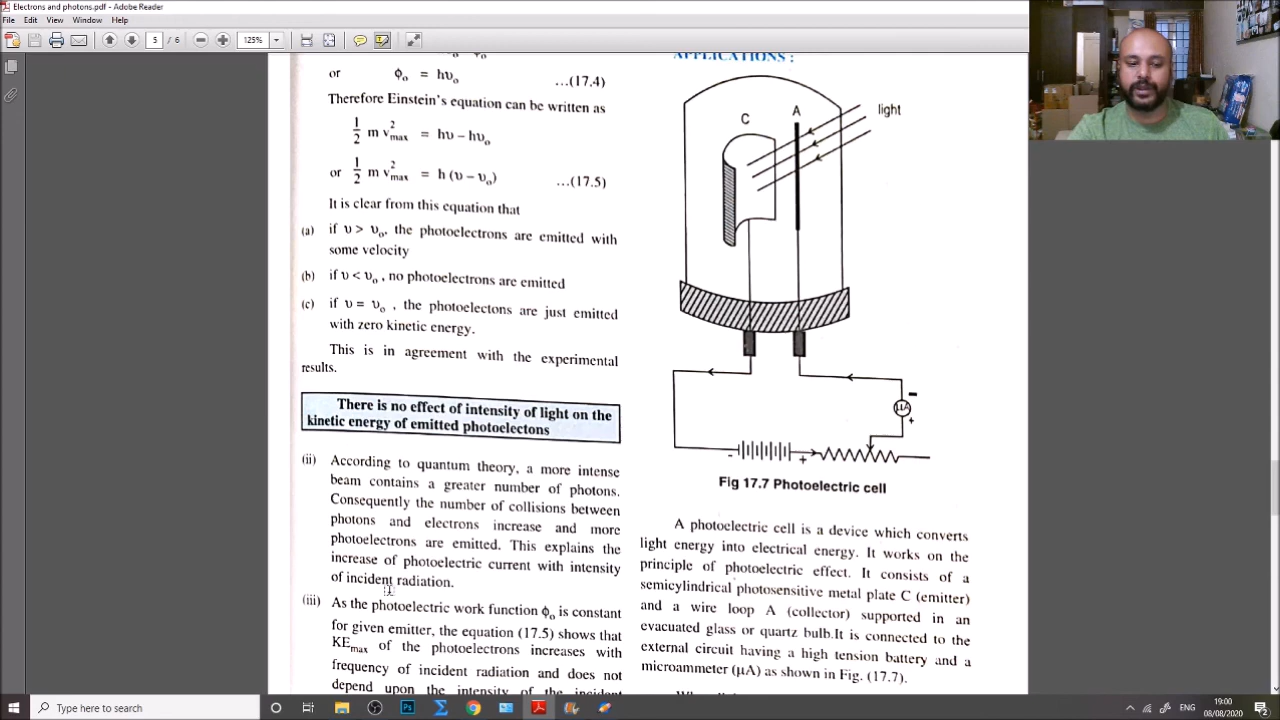 Electrons and photons.pdf - Adobe Reader
File Edit View Window Help
5 / 6 125%
or ϕₒ = hυₒ ...(17.4)
Therefore Einstein's equation can be written as
1/2 m v²max = hυ – hυₒ
or 1/2 m v²max = h (υ – υₒ) ...(17.5)
It is clear from this equation that
(a) if υ > υₒ, the photoelectrons are emitted with
some velocity
(b) if υ < υₒ , no photoelectrons are emitted
(c) if υ = υₒ , the photoelectons are just emitted
with zero kinetic energy.
This is in agreement with the experimental
results.
There is no effect of intensity of light on the
kinetic energy of emitted photoelectons
(ii) According to quantum theory, a more intense
beam contains a greater number of photons.
Consequently the number of collisions between
photons and electrons increase and more
photoelectrons are emitted. This explains the
increase of photoelectric current with intensity
of incident radiation.
(iii) As the photoelectric work function ϕₒ is constant
for given emitter, the equation (17.5) shows that
KEmax of the photoelectrons increases with
frequency of incident radiation and does not
depend upon the intensity of the incident
APPLICATIONS :
C A light
μA
-
+
- +
Fig 17.7 Photoelectric cell
A photoelectric cell is a device which converts
light energy into electrical energy. It works on the
principle of photoelectric effect. It consists of a
semicylindrical photosensitive metal plate C (emitter)
and a wire loop A (collector) supported in an
evacuated glass or quartz bulb.It is connected to the
external circuit having a high tension battery and a
microammeter (μA) as shown in Fig. (17.7).
Type here to search
ENG
19:00
08/08/2020
2